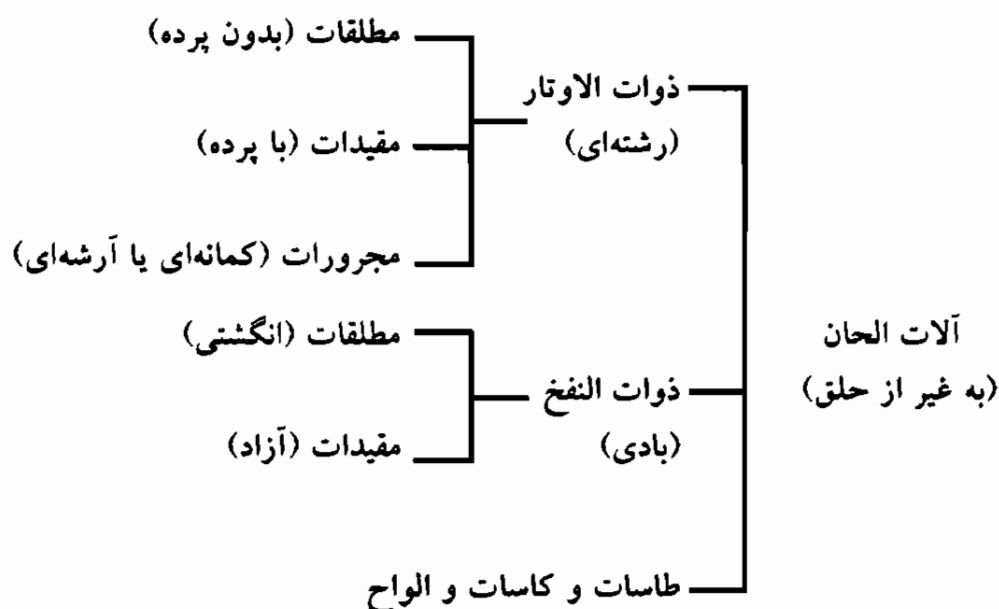 آلات الحان
(به غیر از حلق)
ذوات الاوتار
(رشته‌ای)
مطلقات (بدون پرده)
مقیدات (با پرده)
مجرورات (کمانه‌ای یا آرشه‌ای)
ذوات النفخ
(بادی)
مطلقات (انگشتی)
مقیدات (آزاد)
طاسات و کاسات و الواح